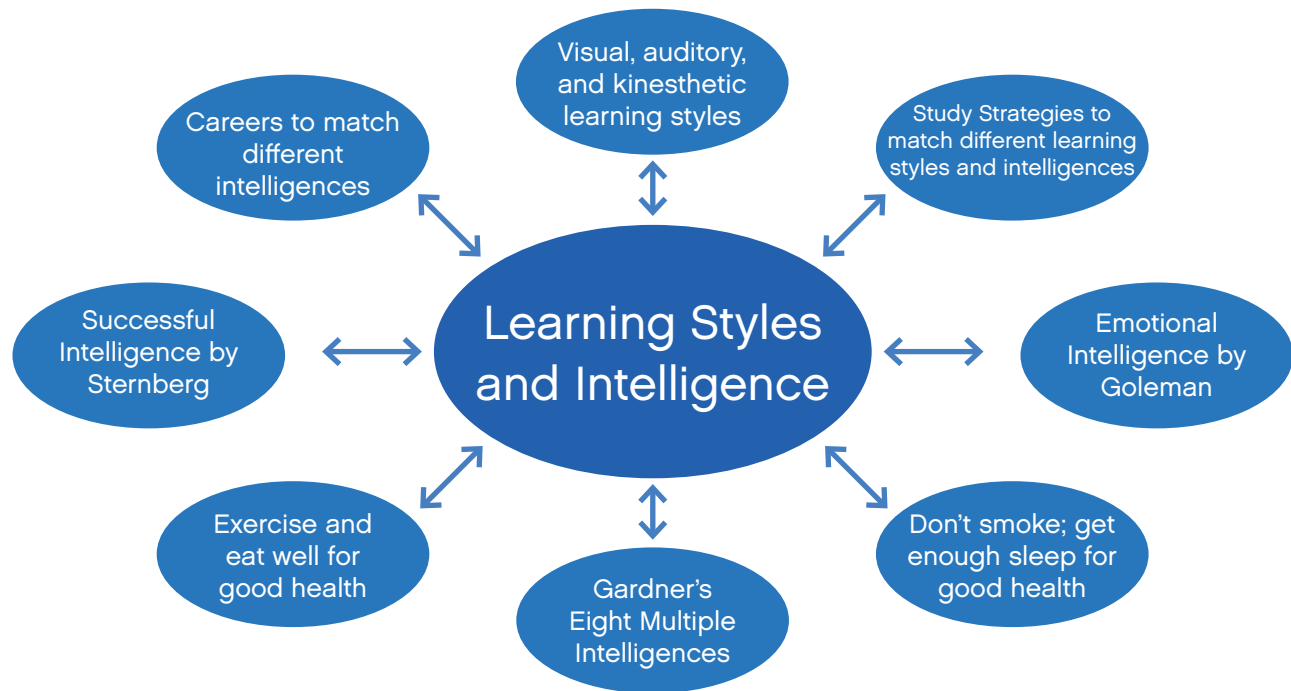 Visual, auditory,
and kinesthetic
learning styles
Careers to match
different
intelligences
Study Strategies to
match different learning
styles and intelligences
Successful
Intelligence by
Sternberg
Learning Styles
and Intelligence
Emotional
Intelligence by
Goleman
Exercise and
eat well for
good health
Gardner’s
Eight Multiple
Intelligences
Don’t smoke; get
enough sleep for
good health